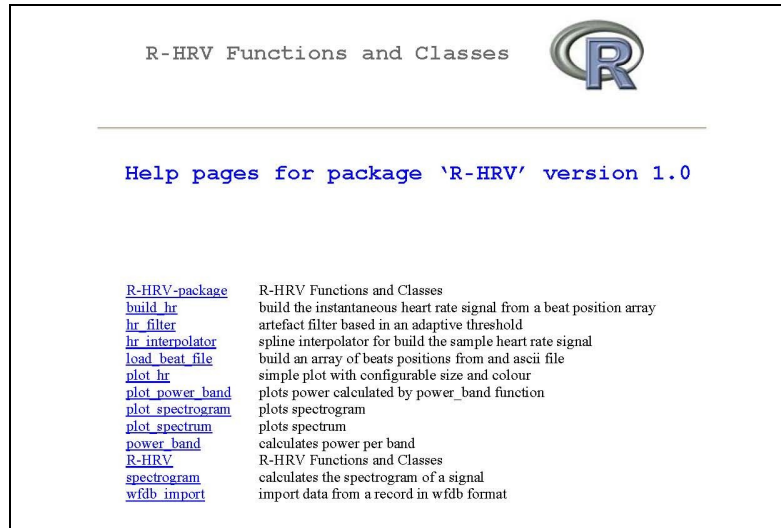 R-HRV Functions and Classes
R
Help pages for package ‘R-HRV’ version 1.0
R-HRV-package R-HRV Functions and Classes
build_hr build the instantaneous heart rate signal from a beat position array
hr_filter artefact filter based in an adaptive threshold
hr_interpolator spline interpolator for build the sample heart rate signal
load_beat_file build an array of beats positions from and ascii file
plot_hr simple plot with configurable size and colour
plot_power_band plots power calculated by power_band function
plot_spectrogram plots spectrogram
plot_spectrum plots spectrum
power_band calculates power per band
R-HRV R-HRV Functions and Classes
spectrogram calculates the spectrogram of a signal
wfdb_import import data from a record in wfdb format